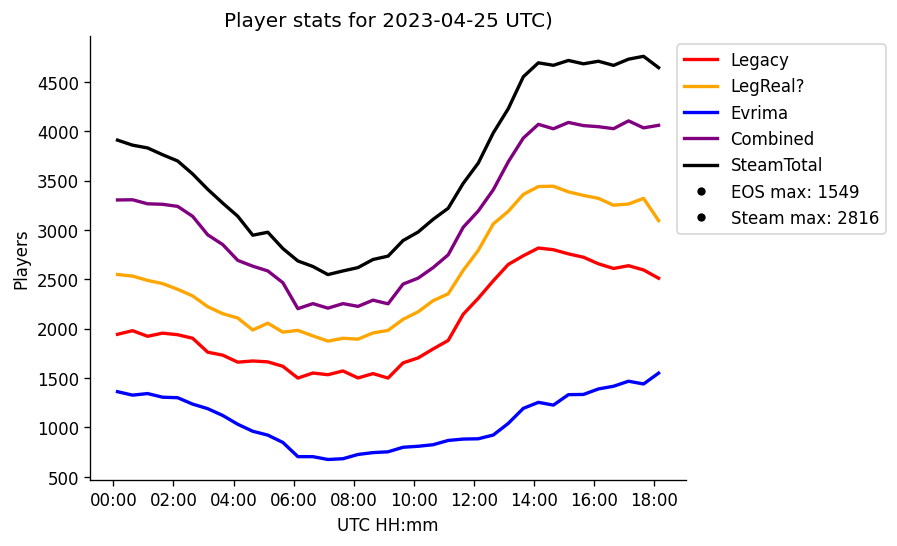 Player stats for 2023-04-25 UTC)
Legacy
LegReal?
Evrima
Combined
SteamTotal
EOS max: 1549
Steam max: 2816
Players
4500
4000
3500
3000
2500
2000
1500
1000
500
00:00 02:00 04:00 06:00 08:00 10:00 12:00 14:00 16:00 18:00
UTC HH:mm